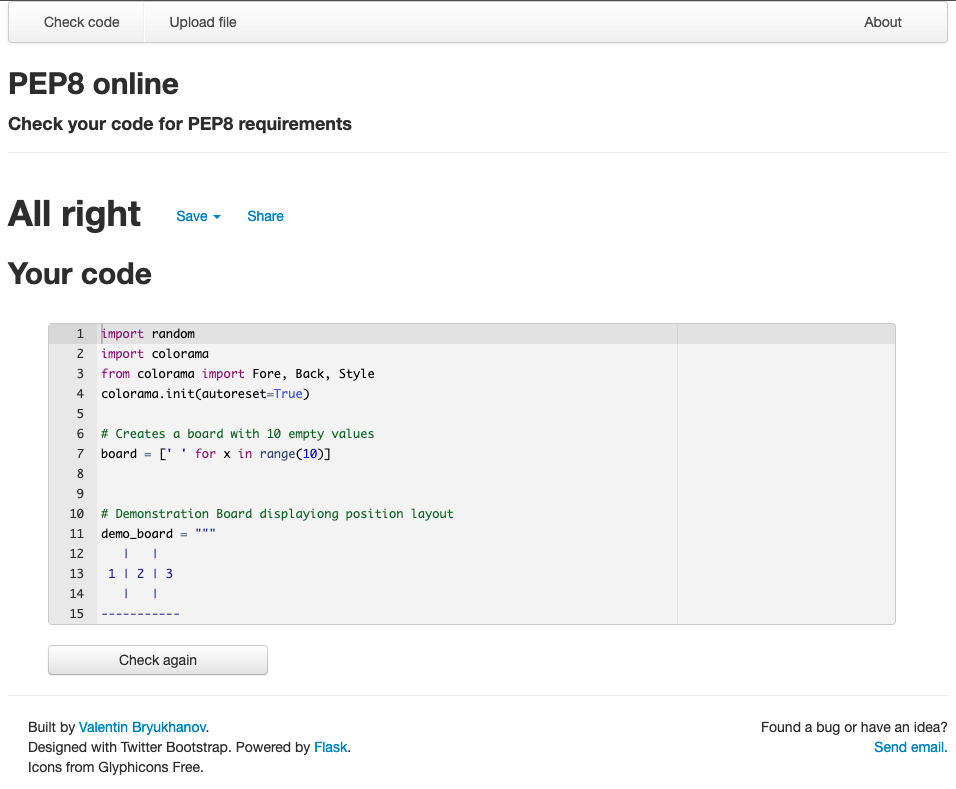 Check code Upload file About
PEP8 online
Check your code for PEP8 requirements
All right Save Share
Your code
1 import random
2 import colorama
3 from colorama import Fore, Back, Style
4 colorama.init(autoreset=True)
5
6 # Creates a board with 10 empty values
7 board = [' ' for x in range(10)]
8
9
10 # Demonstration Board displayiong position layout
11 demo_board = """
12    |   |
13  1 | 2 | 3
14    |   |
15 -----------
Check again
Built by Valentin Bryukhanov. Found a bug or have an idea?
Designed with Twitter Bootstrap. Powered by Flask. Send email.
Icons from Glyphicons Free.